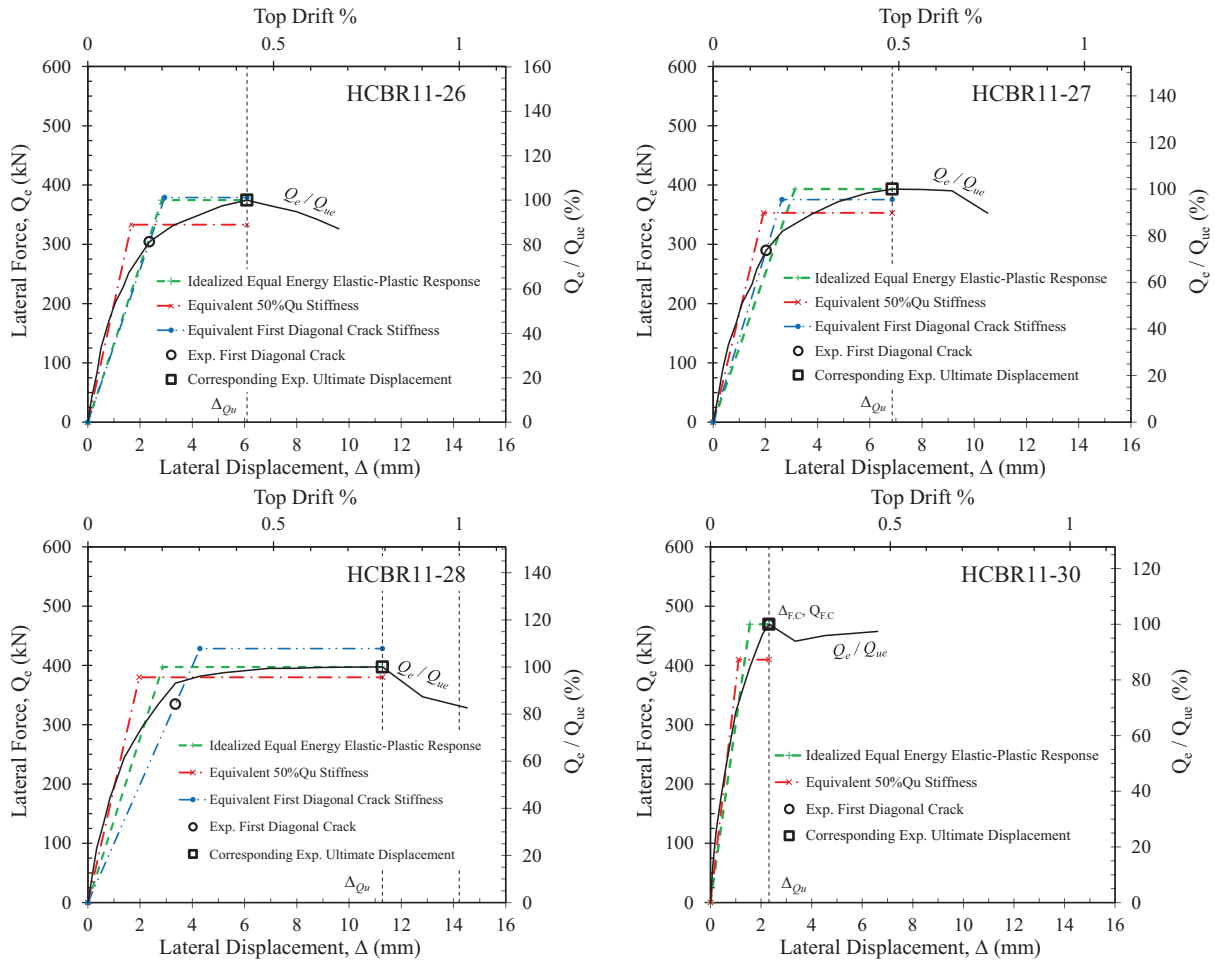 Top Drift %
0 0.5 1
600 500 400 300 200 100 0
Lateral Force, Qe (kN)
160 140 120 100 80 60 40 20 0
Qe / Que (%)
HCBR11-26
Qe / Que
Idealized Equal Energy Elastic-Plastic Response
Equivalent 50%Qu Stiffness
Equivalent First Diagonal Crack Stiffness
Exp. First Diagonal Crack
Corresponding Exp. Ultimate Displacement
ΔQu
0 2 4 6 8 10 12 14 16
Lateral Displacement, Δ (mm)
Top Drift %
0 0.5 1
600 500 400 300 200 100 0
Lateral Force, Qe (kN)
140 120 100 80 60 40 20 0
Qe / Que (%)
HCBR11-27
Qe / Que
Idealized Equal Energy Elastic-Plastic Response
Equivalent 50%Qu Stiffness
Equivalent First Diagonal Crack Stiffness
Exp. First Diagonal Crack
Corresponding Exp. Ultimate Displacement
ΔQu
0 2 4 6 8 10 12 14 16
Lateral Displacement, Δ (mm)
Top Drift %
0 0.5 1
600 500 400 300 200 100 0
Lateral Force, Qe (kN)
140 120 100 80 60 40 20 0
Qe / Que (%)
HCBR11-28
Qe / Que
Idealized Equal Energy Elastic-Plastic Response
Equivalent 50%Qu Stiffness
Equivalent First Diagonal Crack Stiffness
Exp. First Diagonal Crack
Corresponding Exp. Ultimate Displacement
ΔQu
0 2 4 6 8 10 12 14 16
Lateral Displacement, Δ (mm)
Top Drift %
0 0.5 1
600 500 400 300 200 100 0
Lateral Force, Qe (kN)
120 100 80 60 40 20 0
Qe / Que (%)
HCBR11-30
ΔF.C, QF.C
Qe / Que
Idealized Equal Energy Elastic-Plastic Response
Equivalent 50%Qu Stiffness
Exp. First Diagonal Crack
Corresponding Exp. Ultimate Displacement
ΔQu
0 2 4 6 8 10 12 14 16
Lateral Displacement, Δ (mm)